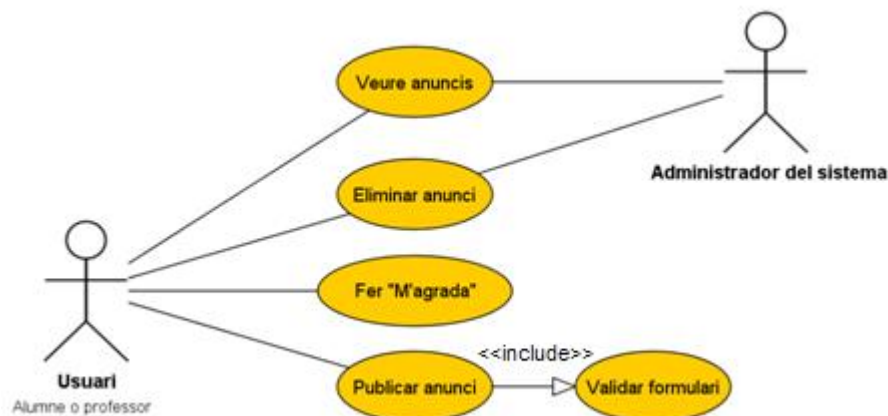 Veure anuncis
Administrador del sistema
Eliminar anunci
Fer "M'agrada"
<<include>>
Usuari
Alumne o professor
Publicar anunci
Validar formulari